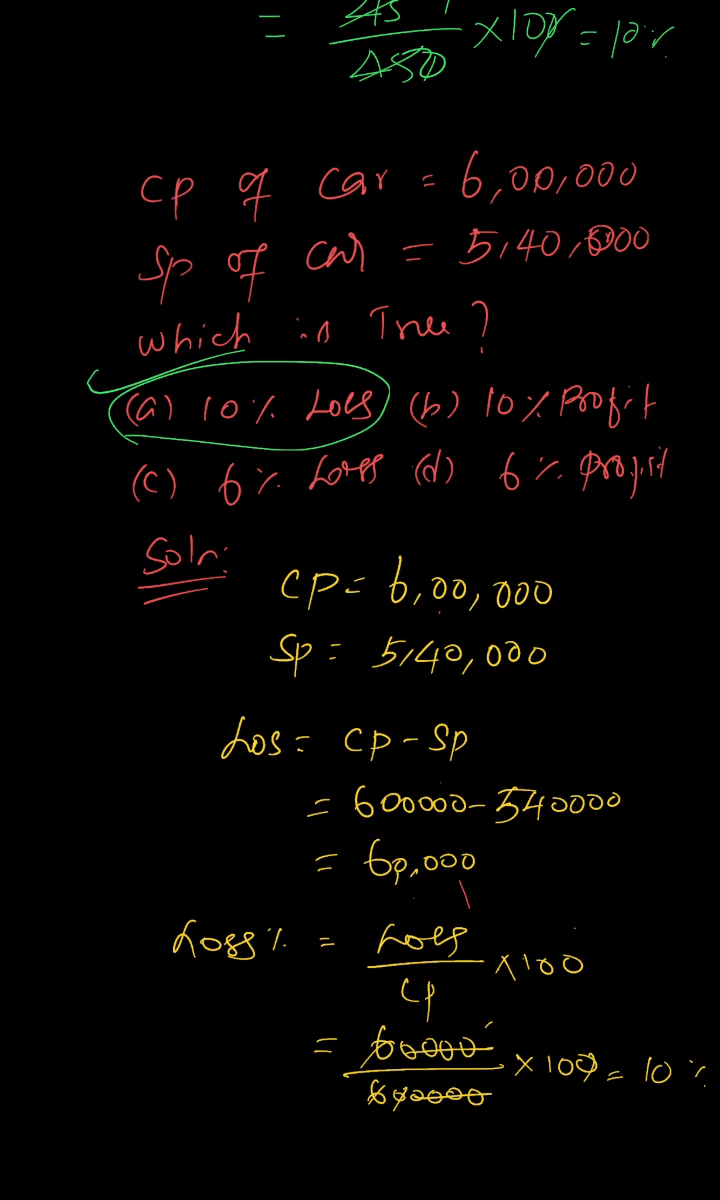 = 45 / 450 ×100 = 10%
CP of Car = 6,00,000
SP of Car = 5,40,000
which is True?
(a) 10% Loss (b) 10% Profit
(c) 6% Loss (d) 6% Profit
Soln:
CP = 6,00,000
SP = 5,40,000
Los = CP - SP
= 600000 - 540000
= 60,000
Loss% = Loss / CP ×100
= 60000 / 600000 × 100 = 10%